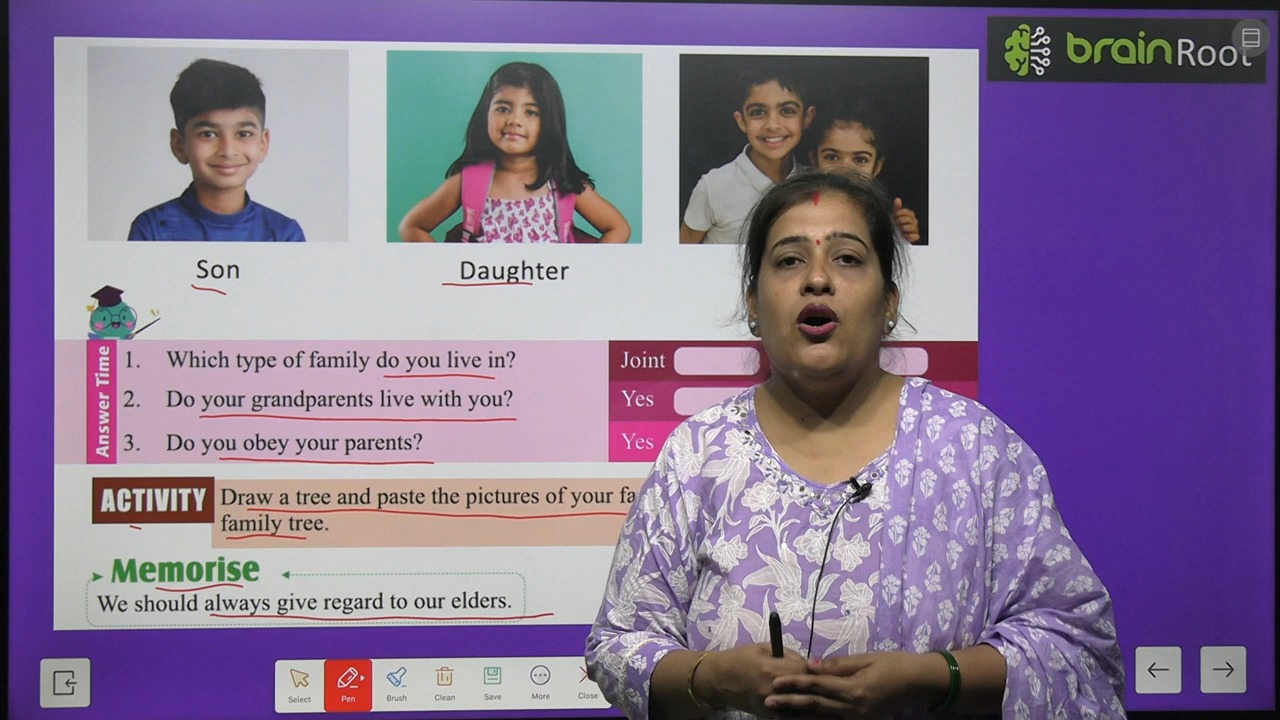 brainRoot
Son
Daughter
Answer Time
1. Which type of family do you live in?
Joint
2. Do your grandparents live with you?
Yes
3. Do you obey your parents?
Yes
ACTIVITY
Draw a tree and paste the pictures of your
family tree.
Memorise
We should always give regard to our elders.
Select
Pen
Brush
Clean
Save
More
Close